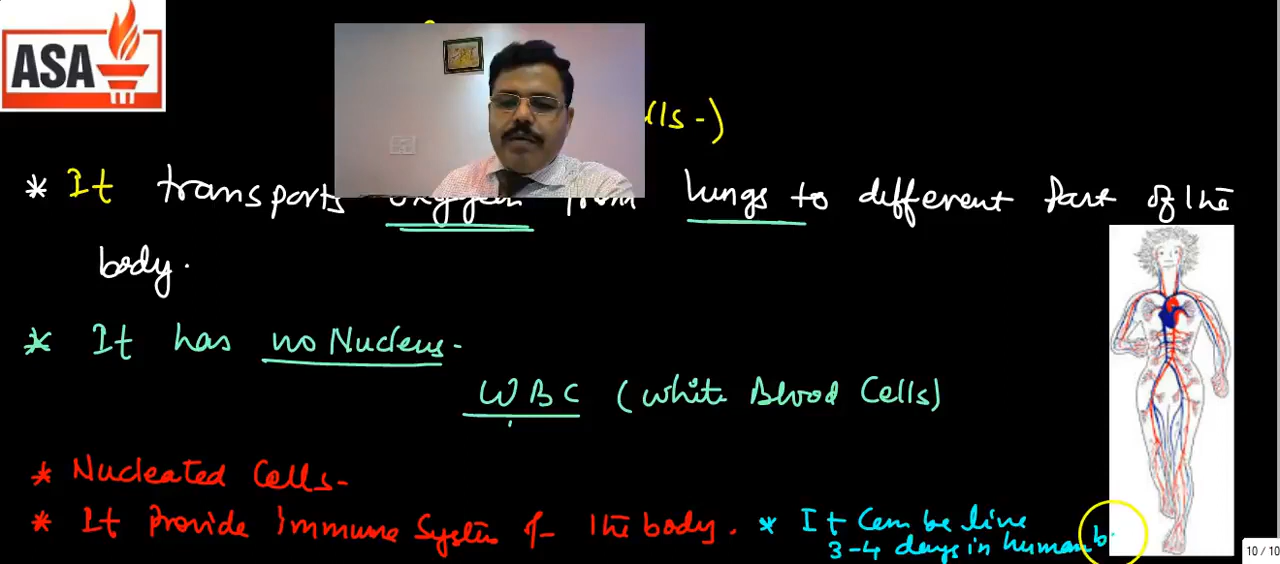 ASA
lls -)
* It transports oxygen from lungs to different Part of the
body.
* It has no Nucleus -
WBC (White Blood Cells)
* Nucleated Cells -
* It Provide immune System of the body. * It Can be live
3-4 days in human b.
10 / 10